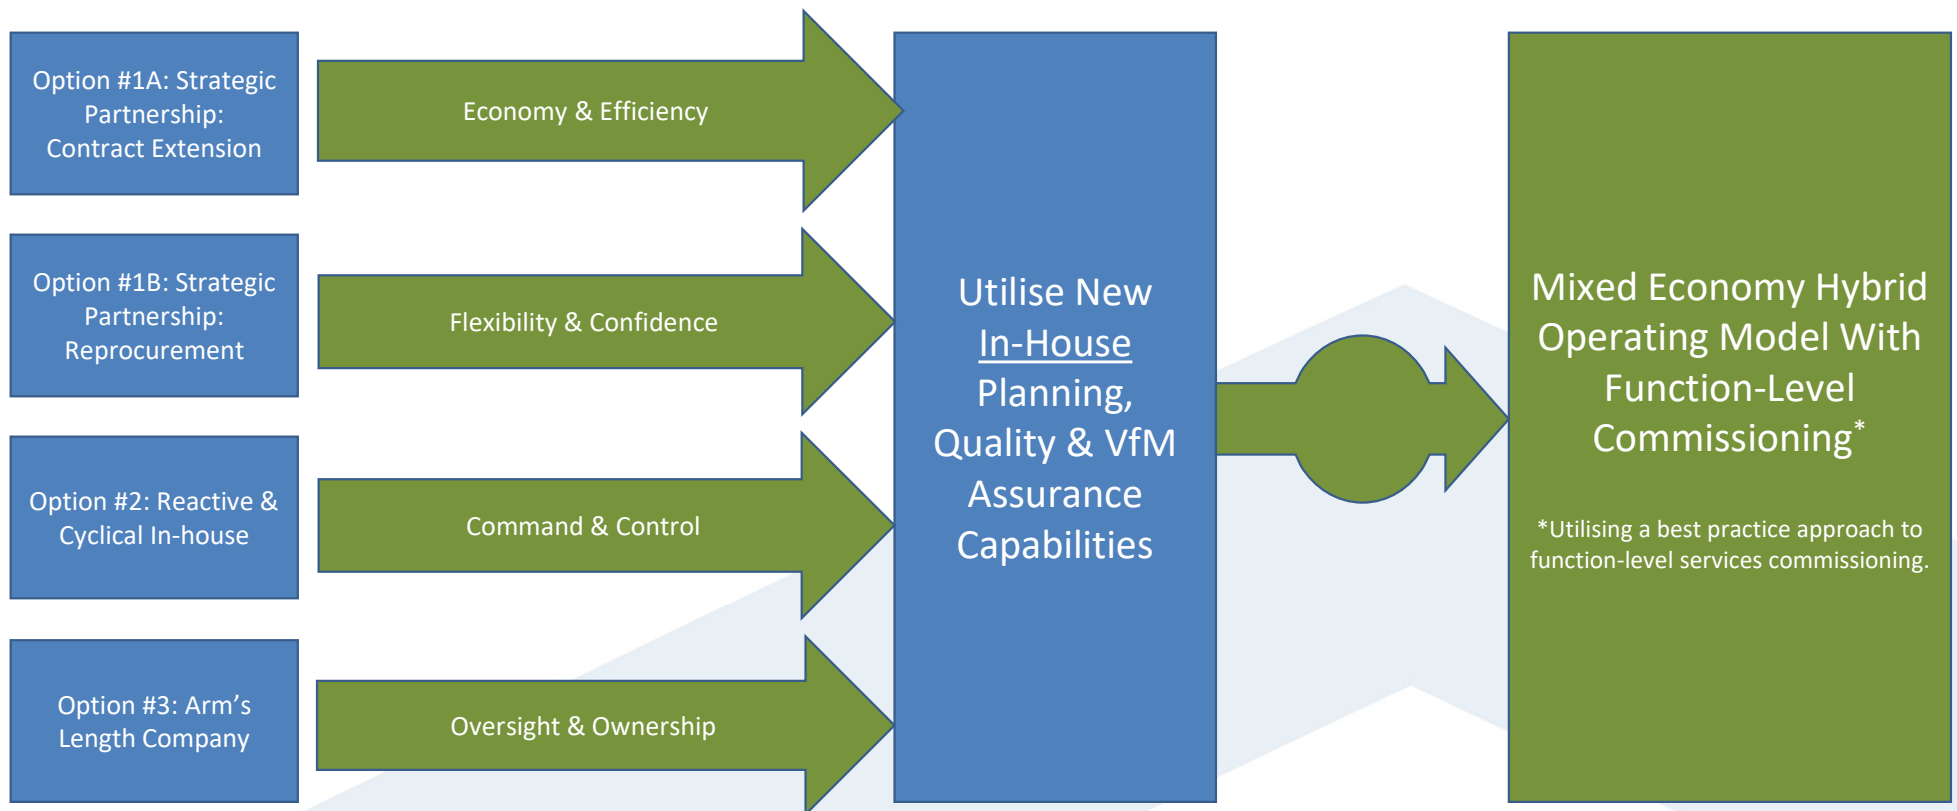 Option #1A: Strategic
Partnership:
Contract Extension
Economy & Efficiency
Option #1B: Strategic
Partnership:
Reprocurement
Flexibility & Confidence
Option #2: Reactive &
Cyclical In-house
Command & Control
Option #3: Arm’s
Length Company
Oversight & Ownership
Utilise New
In-House
Planning,
Quality & VfM
Assurance
Capabilities
Mixed Economy Hybrid
Operating Model With
Function-Level
Commissioning*
*Utilising a best practice approach to
function-level services commissioning.